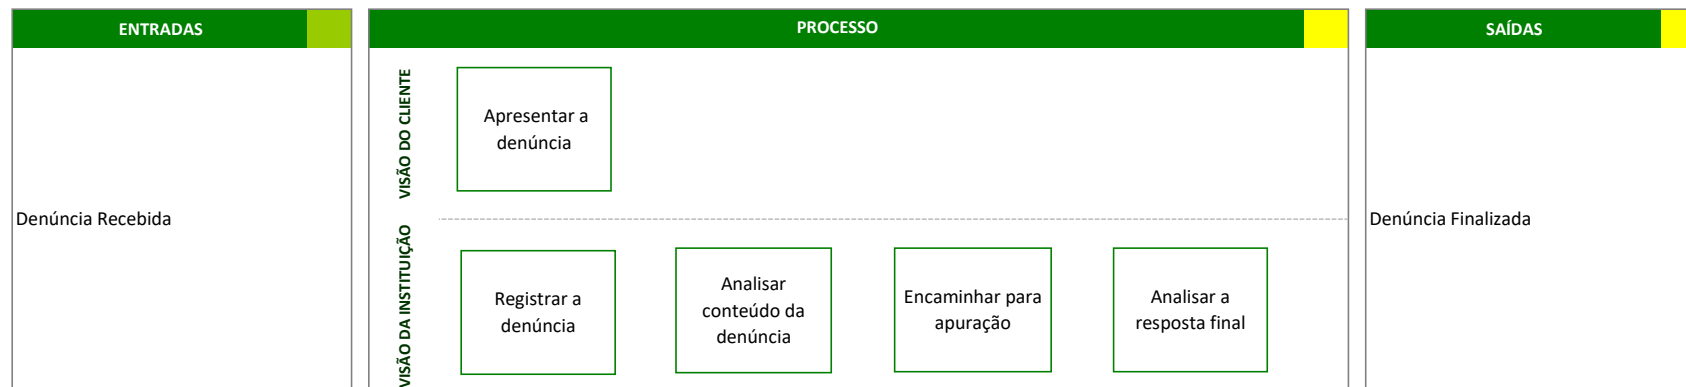 ENTRADAS
PROCESSO
SAÍDAS
VISÃO DO CLIENTE
Apresentar a
denúncia
Denúncia Recebida
Denúncia Finalizada
VISÃO DA INSTITUIÇÃO
Registrar a
denúncia
Analisar
conteúdo da
denúncia
Encaminhar para
apuração
Analisar a
resposta final